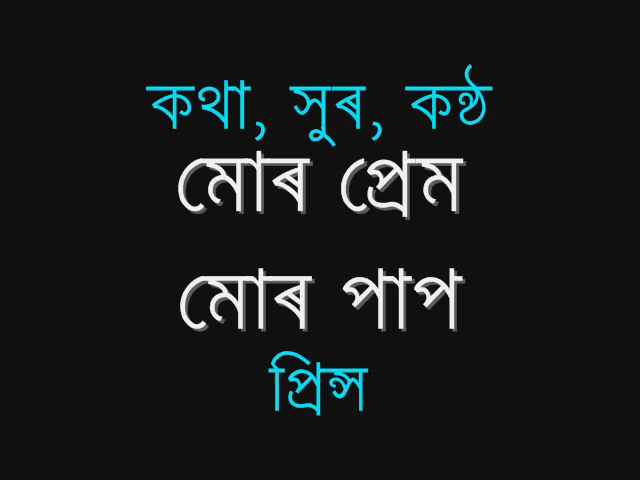 কথা, সুৰ, কণ্ঠ
মোৰ প্ৰেম
মোৰ পাপ
প্ৰিন্স